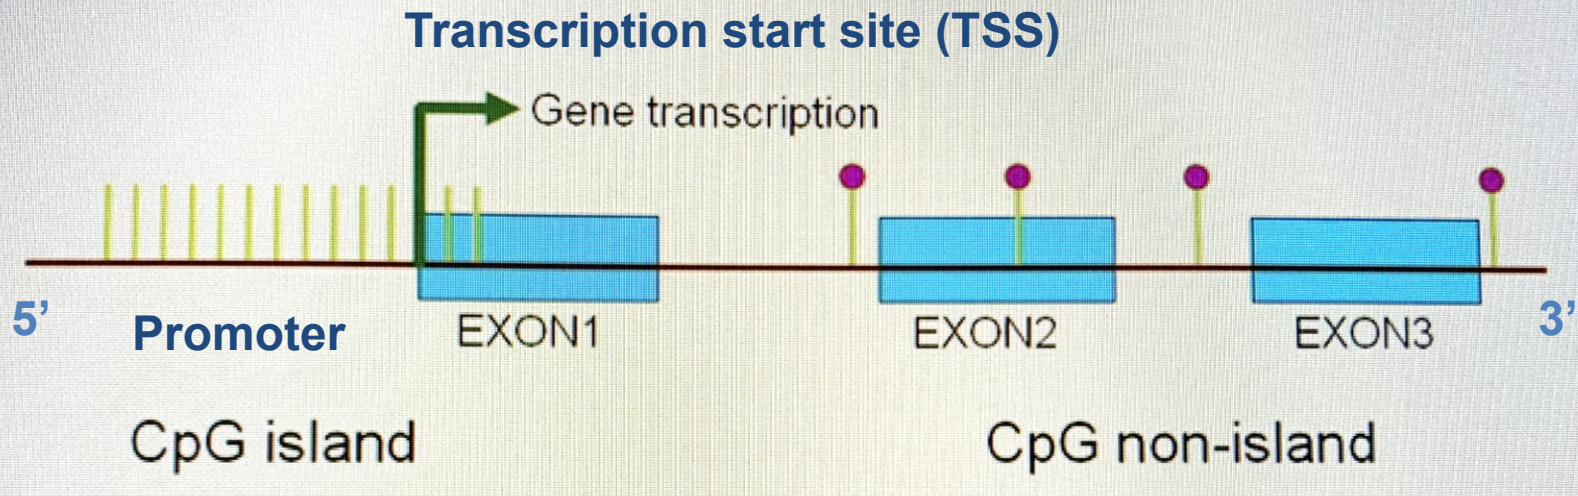 Transcription start site (TSS)
Gene transcription
5’
Promoter
EXON1
EXON2
EXON3
3’
CpG island
CpG non-island